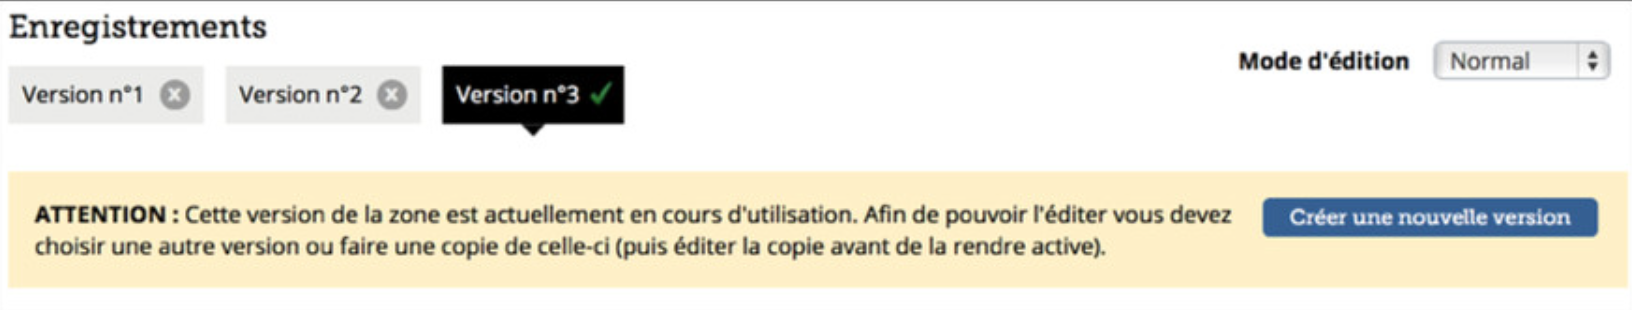 Enregistrements
Mode d'édition Normal
Version n°1 Version n°2 Version n°3
ATTENTION : Cette version de la zone est actuellement en cours d'utilisation. Afin de pouvoir l'éditer vous devez
choisir une autre version ou faire une copie de celle-ci (puis éditer la copie avant de la rendre active).
Créer une nouvelle version